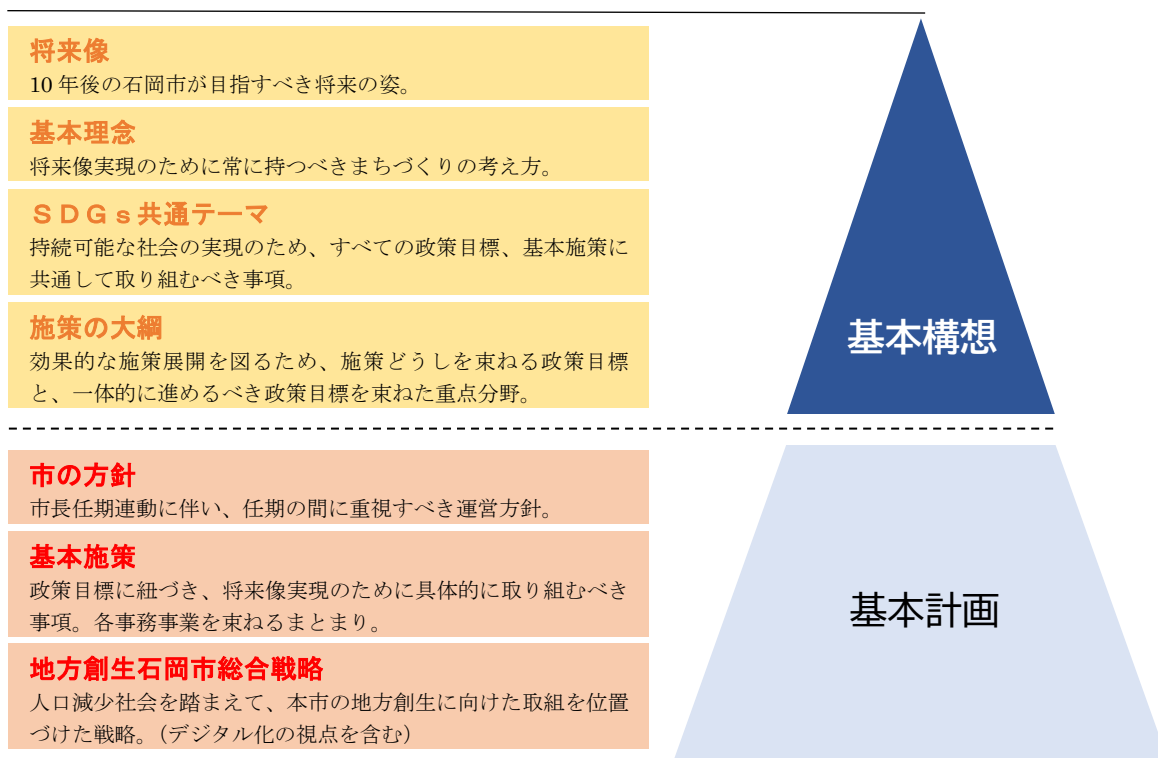 将来像
10 年後の石岡市が目指すべき将来の姿。
基本理念
将来像実現のために常に持つべきまちづくりの考え方。
ＳＤＧｓ共通テーマ
持続可能な社会の実現のため、すべての政策目標、基本施策に
共通して取り組むべき事項。
施策の大綱
効果的な施策展開を図るため、施策どうしを束ねる政策目標
と、一体的に進めるべき政策目標を束ねた重点分野。
基本構想
市の方針
市長任期連動に伴い、任期の間に重視すべき運営方針。
基本施策
政策目標に紐づき、将来像実現のために具体的に取り組むべき
事項。各事務事業を束ねるまとまり。
地方創生石岡市総合戦略
人口減少社会を踏まえて、本市の地方創生に向けた取組を位置
づけた戦略。（デジタル化の視点を含む）
基本計画